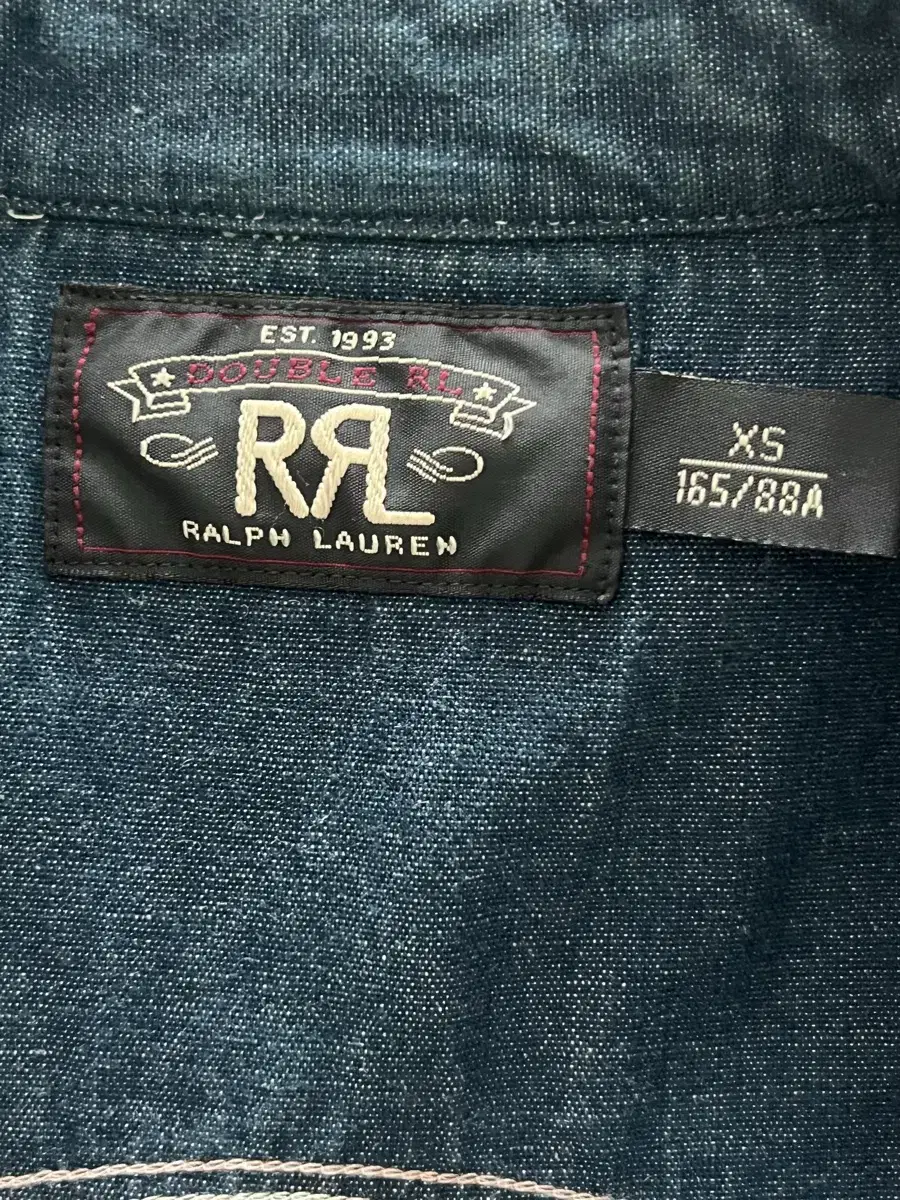 EST. 1993
DOUBLE RL
RRL
RALPH LAUREN
XS
165/88A